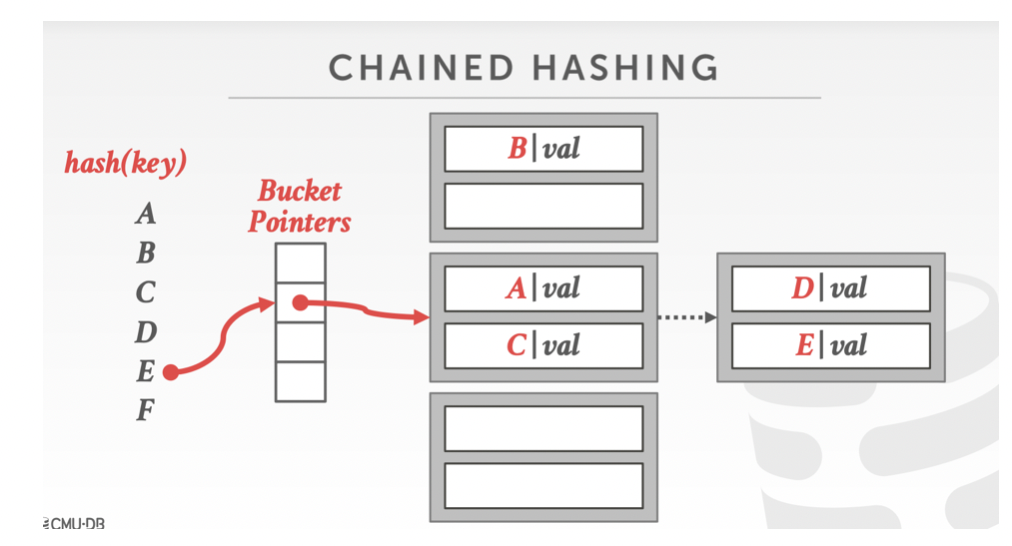 CHAINED HASHING
hash(key)
A
B
C
D
E
F
Bucket
Pointers
B|val
A|val
C|val
D|val
E|val
CMU·DB